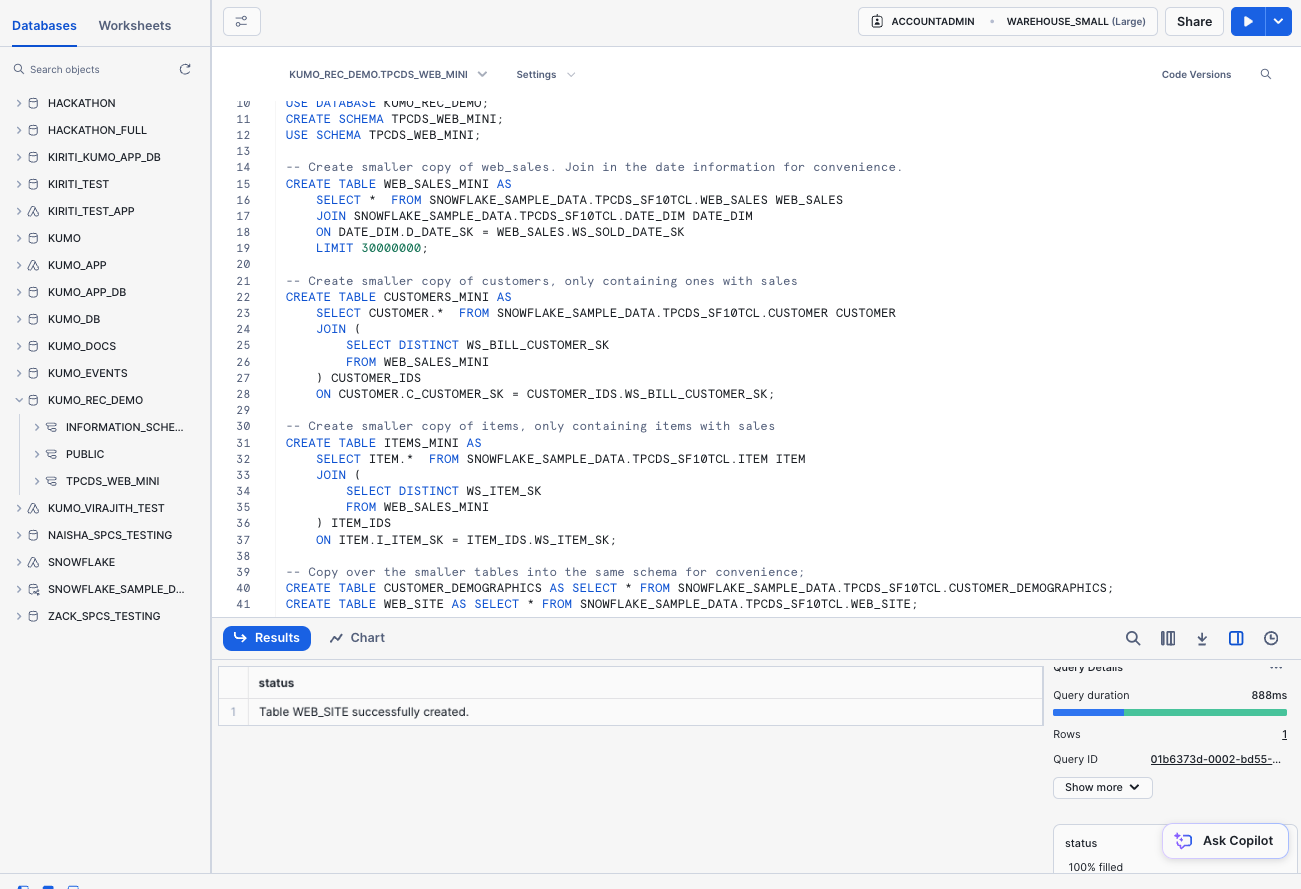 Databases
Worksheets
Search objects
HACKATHON
HACKATHON_FULL
KIRITI_KUMO_APP_DB
KIRITI_TEST
KIRITI_TEST_APP
KUMO
KUMO_APP
KUMO_APP_DB
KUMO_DB
KUMO_DOCS
KUMO_EVENTS
KUMO_REC_DEMO
INFORMATION_SCHE...
PUBLIC
TPCDS_WEB_MINI
KUMO_VIRAJITH_TEST
NAISHA_SPCS_TESTING
SNOWFLAKE
SNOWFLAKE_SAMPLE_D...
ZACK_SPCS_TESTING
ACCOUNTADMIN • WAREHOUSE_SMALL (Large)
Share
KUMO_REC_DEMO.TPCDS_WEB_MINI
Settings
Code Versions
10 USE DATABASE KUMO_REC_DEMO;
11 CREATE SCHEMA TPCDS_WEB_MINI;
12 USE SCHEMA TPCDS_WEB_MINI;
13
14 -- Create smaller copy of web_sales. Join in the date information for convenience.
15 CREATE TABLE WEB_SALES_MINI AS
16 SELECT * FROM SNOWFLAKE_SAMPLE_DATA.TPCDS_SF10TCL.WEB_SALES WEB_SALES
17 JOIN SNOWFLAKE_SAMPLE_DATA.TPCDS_SF10TCL.DATE_DIM DATE_DIM
18 ON DATE_DIM.D_DATE_SK = WEB_SALES.WS_SOLD_DATE_SK
19 LIMIT 30000000;
20
21 -- Create smaller copy of customers, only containing ones with sales
22 CREATE TABLE CUSTOMERS_MINI AS
23 SELECT CUSTOMER.* FROM SNOWFLAKE_SAMPLE_DATA.TPCDS_SF10TCL.CUSTOMER CUSTOMER
24 JOIN (
25 SELECT DISTINCT WS_BILL_CUSTOMER_SK
26 FROM WEB_SALES_MINI
27 ) CUSTOMER_IDS
28 ON CUSTOMER.C_CUSTOMER_SK = CUSTOMER_IDS.WS_BILL_CUSTOMER_SK;
29
30 -- Create smaller copy of items, only containing items with sales
31 CREATE TABLE ITEMS_MINI AS
32 SELECT ITEM.* FROM SNOWFLAKE_SAMPLE_DATA.TPCDS_SF10TCL.ITEM ITEM
33 JOIN (
34 SELECT DISTINCT WS_ITEM_SK
35 FROM WEB_SALES_MINI
36 ) ITEM_IDS
37 ON ITEM.I_ITEM_SK = ITEM_IDS.WS_ITEM_SK;
38
39 -- Copy over the smaller tables into the same schema for convenience;
40 CREATE TABLE CUSTOMER_DEMOGRAPHICS AS SELECT * FROM SNOWFLAKE_SAMPLE_DATA.TPCDS_SF10TCL.CUSTOMER_DEMOGRAPHICS;
41 CREATE TABLE WEB_SITE AS SELECT * FROM SNOWFLAKE_SAMPLE_DATA.TPCDS_SF10TCL.WEB_SITE;
Results
Chart
status
1 Table WEB_SITE successfully created.
Query Details
Query duration 888ms
Rows 1
Query ID 01b6373d-0002-bd55-...
Show more
status
100% filled
Ask Copilot